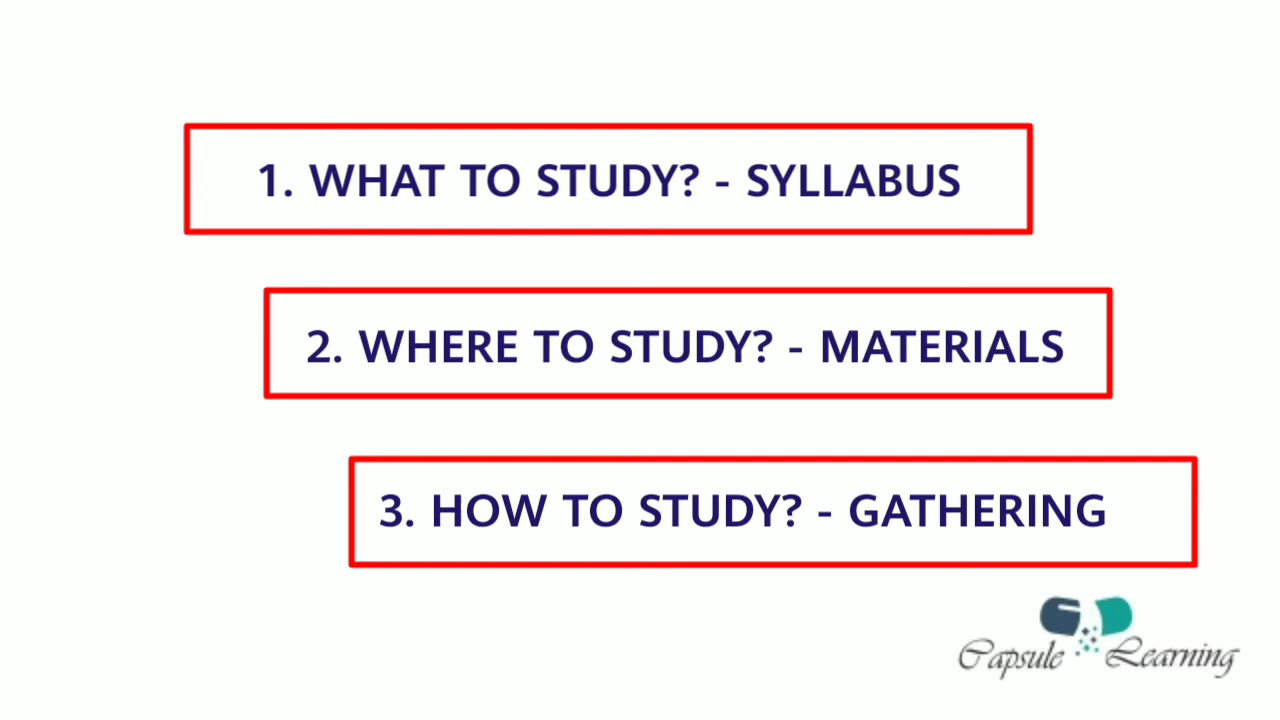 1. WHAT TO STUDY? - SYLLABUS
2. WHERE TO STUDY? - MATERIALS
3. HOW TO STUDY? - GATHERING
Capsule Learning